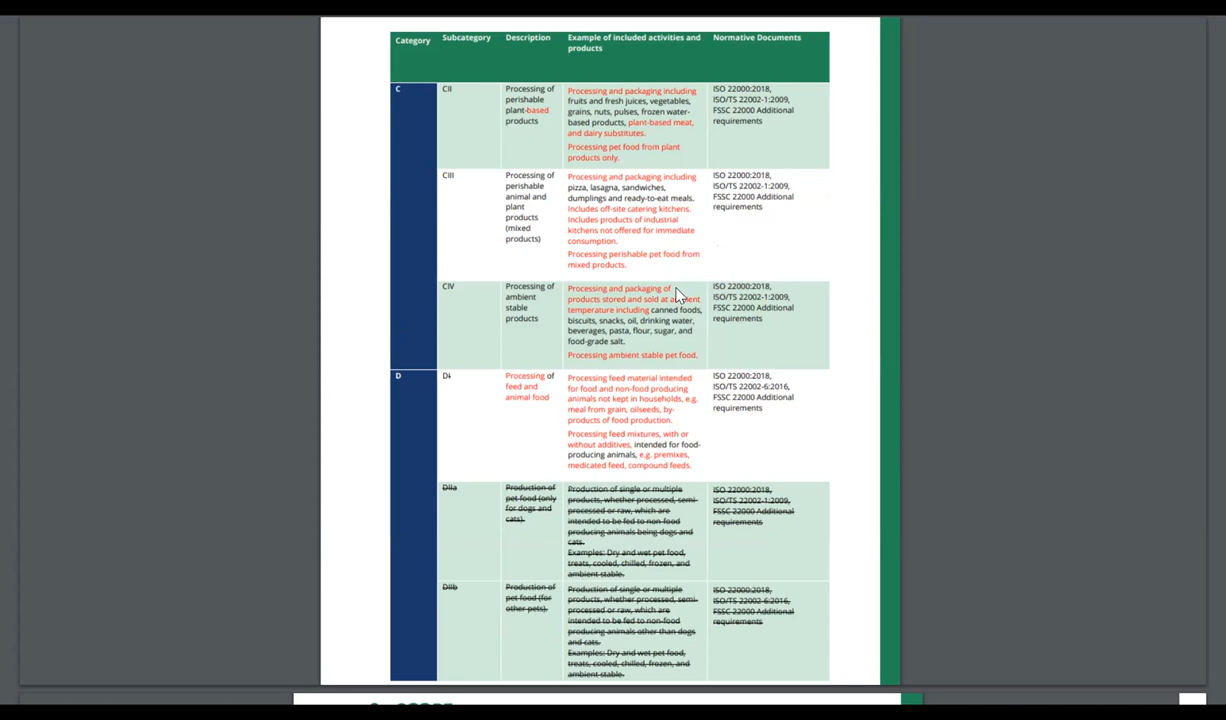 Category
Subcategory
Description
Example of included activities and
products
Normative Documents
C
CII
Processing of
perishable
plant-based
products
Processing and packaging including
fruits and fresh juices, vegetables,
grains, nuts, pulses, frozen water-
based products, plant-based meat,
and dairy substitutes.
Processing pet food from plant
products only.
ISO 22000:2018,
ISO/TS 22002-1:2009,
FSSC 22000 Additional
requirements
CIII
Processing of
perishable
animal and
plant
products
(mixed
products)
Processing and packaging including
pizza, lasagna, sandwiches,
dumplings and ready-to-eat meals.
Includes off-site catering kitchens.
Includes products of industrial
kitchens not offered for immediate
consumption.
Processing perishable pet food from
mixed products.
ISO 22000:2018,
ISO/TS 22002-1:2009,
FSSC 22000 Additional
requirements
CIV
Processing of
ambient
stable
products
Processing and packaging of
products stored and sold at ambient
temperature including canned foods,
biscuits, snacks, oil, drinking water,
beverages, pasta, flour, sugar, and
food-grade salt.
Processing ambient stable pet food.
ISO 22000:2018,
ISO/TS 22002-1:2009,
FSSC 22000 Additional
requirements
D
DI
Processing of
feed and
animal food
Processing feed material intended
for food and non-food producing
animals not kept in households, e.g.
meal from grain, oilseeds, by-
products of food production.
Processing feed mixtures, with or
without additives, intended for food-
producing animals, e.g. premixes,
medicated feed, compound feeds.
ISO 22000:2018,
ISO/TS 22002-6:2016,
FSSC 22000 Additional
requirements
DIIa
Production of
pet food (only
for dogs and
cats).
Production of single or multiple
products, whether processed, semi-
processed or raw, which are
intended to be fed to non-food
producing animals being dogs and
cats.
Examples: Dry and wet pet food,
treats, cooled, chilled, frozen, and
ambient stable.
ISO 22000:2018,
ISO/TS 22002-1:2009,
FSSC 22000 Additional
requirements
DIIb
Production of
pet food (for
other pets).
Production of single or multiple
products, whether processed, semi-
processed or raw, which are
intended to be fed to non-food
producing animals other than dogs
and cats.
Examples: Dry and wet pet food,
treats, cooled, chilled, frozen, and
ambient stable.
ISO 22000:2018,
ISO/TS 22002-6:2016,
FSSC 22000 Additional
requirements